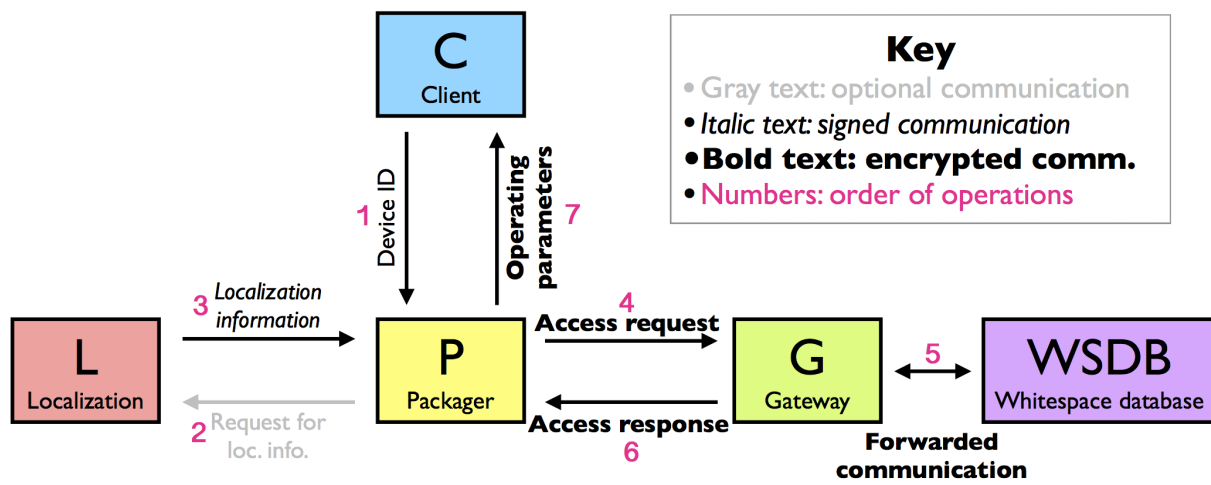 C
Client
Key
• Gray text: optional communication
• Italic text: signed communication
• Bold text: encrypted comm.
• Numbers: order of operations
1
Device ID
Operating
parameters
7
3
Localization
information
4
Access request
5
L
Localization
P
Packager
G
Gateway
WSDB
Whitespace database
2
Request for
loc. info.
Access response
6
Forwarded
communication